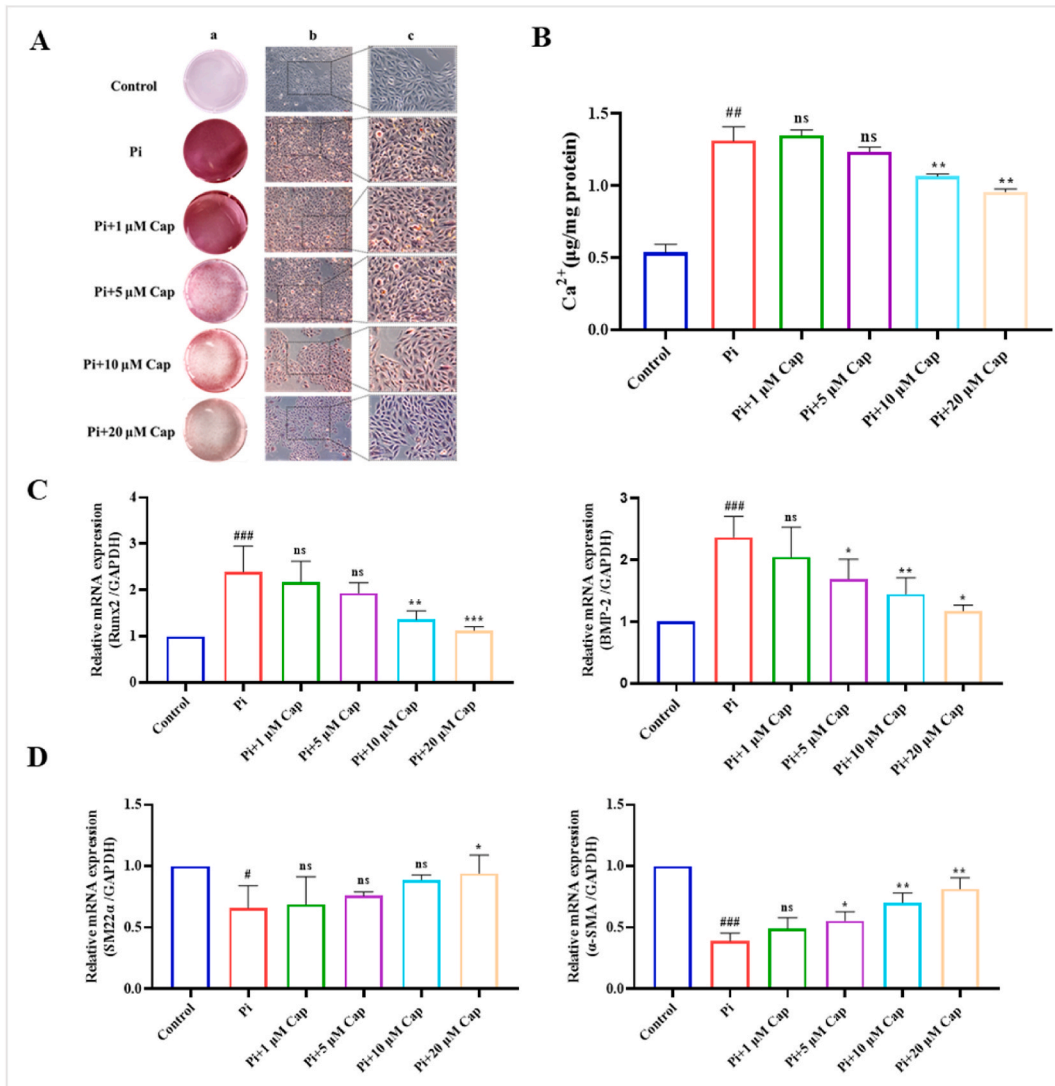 A
a
b
c
Control
Pi
Pi+1 μM Cap
Pi+5 μM Cap
Pi+10 μM Cap
Pi+20 μM Cap
B
Ca2+ (μg/mg protein)
1.5
1.0
0.5
0.0
##
ns
ns
**
**
Control
Pi
Pi+1 μM Cap
Pi+5 μM Cap
Pi+10 μM Cap
Pi+20 μM Cap
C
Relative mRNA expression
(Runx2 /GAPDH)
4
3
2
1
0
###
ns
ns
**
***
Control
Pi
Pi+1 μM Cap
Pi+5 μM Cap
Pi+10 μM Cap
Pi+20 μM Cap
Relative mRNA expression
(BMP-2 /GAPDH)
3
2
1
0
###
ns
*
**
*
Control
Pi
Pi+1 μM Cap
Pi+5 μM Cap
Pi+10 μM Cap
Pi+20 μM Cap
D
Relative mRNA expression
(SM22α /GAPDH)
1.5
1.0
0.5
0.0
#
ns
ns
ns
*
Control
Pi
Pi+1 μM Cap
Pi+5 μM Cap
Pi+10 μM Cap
Pi+20 μM Cap
Relative mRNA expression
(α-SMA /GAPDH)
1.5
1.0
0.5
0.0
###
ns
*
**
**
Control
Pi
Pi+1 μM Cap
Pi+5 μM Cap
Pi+10 μM Cap
Pi+20 μM Cap